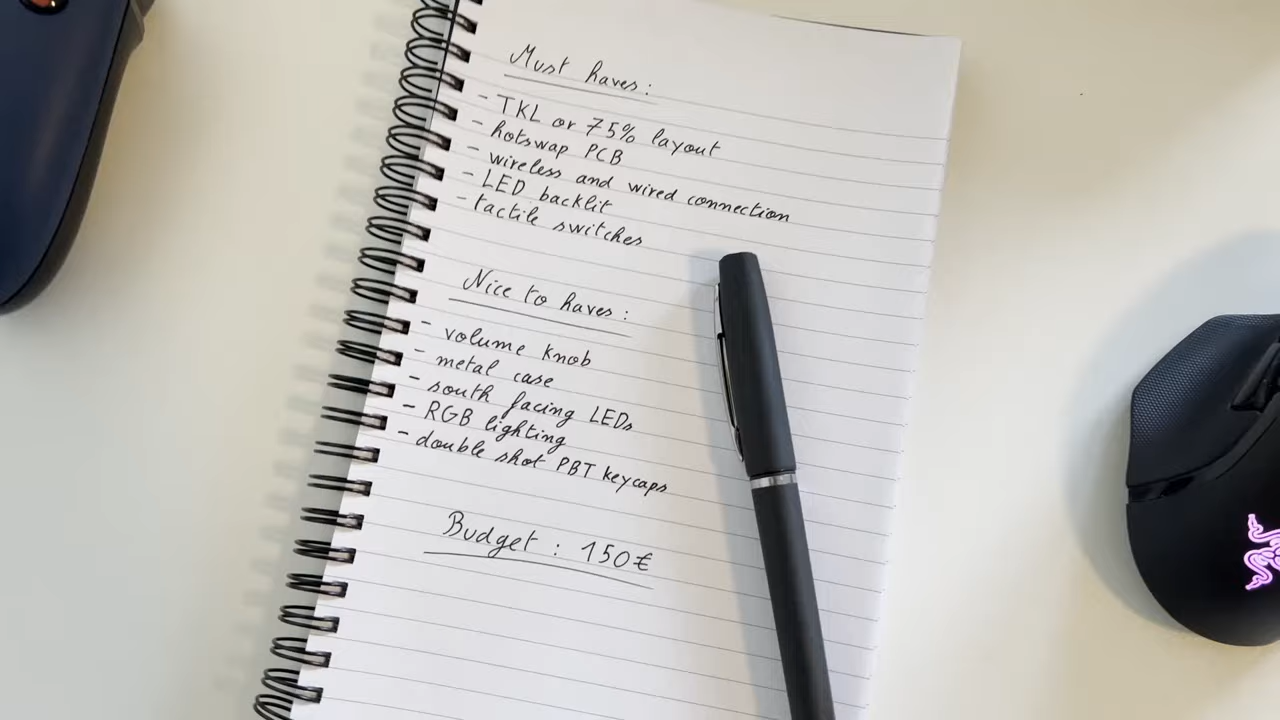 Must haves:
- TKL or 75% layout
- hotswap PCB
- wireless and wired connection
- LED backlit
- tactile switches
Nice to haves:
- volume knob
- metal case
- south facing LEDs
- RGB lighting
- double shot PBT keycaps
Budget: 150€